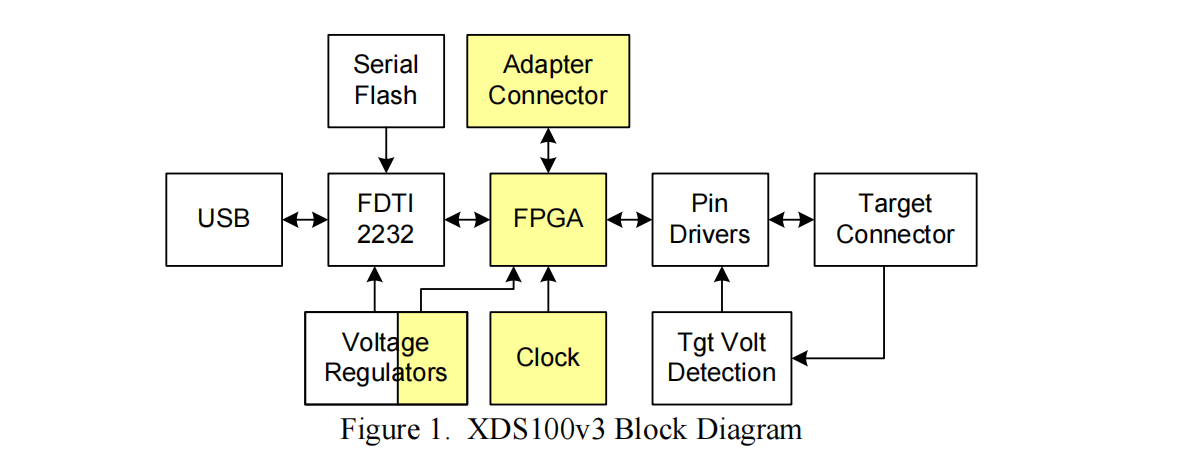 Serial
Flash
Adapter
Connector
USB
FDTI
2232
FPGA
Pin
Drivers
Target
Connector
Voltage
Regulators
Clock
Tgt Volt
Detection
Figure 1.  XDS100v3 Block Diagram